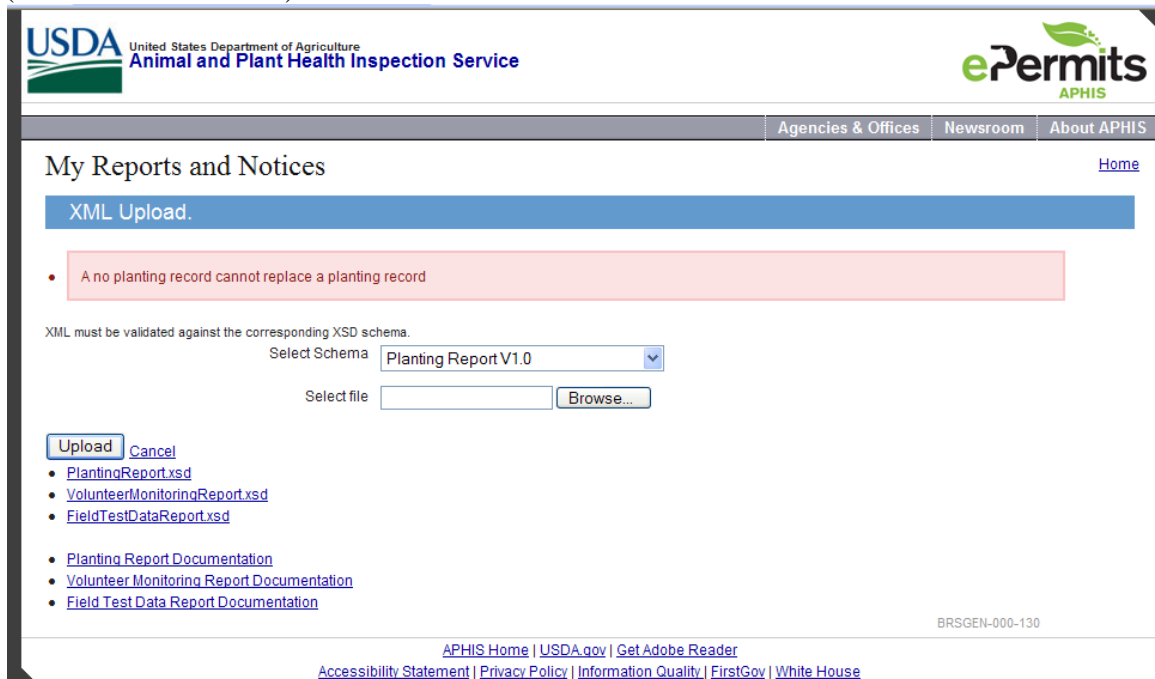 USDA
United States Department of Agriculture
Animal and Plant Health Inspection Service
ePermits
APHIS
Agencies & Offices Newsroom About APHIS
My Reports and Notices
Home
XML Upload.
A no planting record cannot replace a planting record
XML must be validated against the corresponding XSD schema.
Select Schema Planting Report V1.0
Select file Browse...
Upload Cancel
PlantingReport.xsd
VolunteerMonitoringReport.xsd
FieldTestDataReport.xsd
Planting Report Documentation
Volunteer Monitoring Report Documentation
Field Test Data Report Documentation
BRSGEN-000-130
APHIS Home | USDA.gov | Get Adobe Reader
Accessibility Statement | Privacy Policy | Information Quality | FirstGov | White House